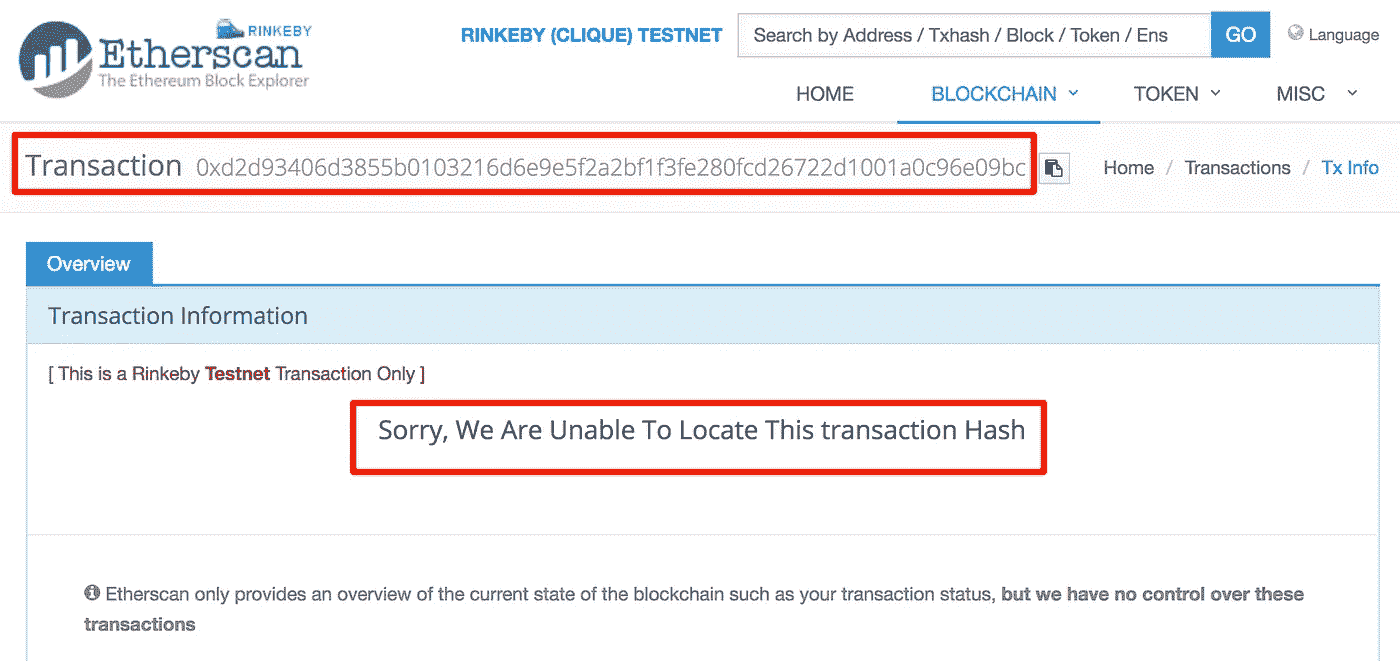 RINKEBY
Etherscan
The Ethereum Block Explorer
RINKEBY (CLIQUE) TESTNET
Search by Address / Txhash / Block / Token / Ens
GO
Language
HOME
BLOCKCHAIN
TOKEN
MISC
Transaction 0xd2d93406d3855b0103216d6e9e5f2a2bf1f3fe280fcd26722d1001a0c96e09bc
Home / Transactions / Tx Info
Overview
Transaction Information
[ This is a Rinkeby Testnet Transaction Only ]
Sorry, We Are Unable To Locate This transaction Hash
Etherscan only provides an overview of the current state of the blockchain such as your transaction status, but we have no control over these
transactions